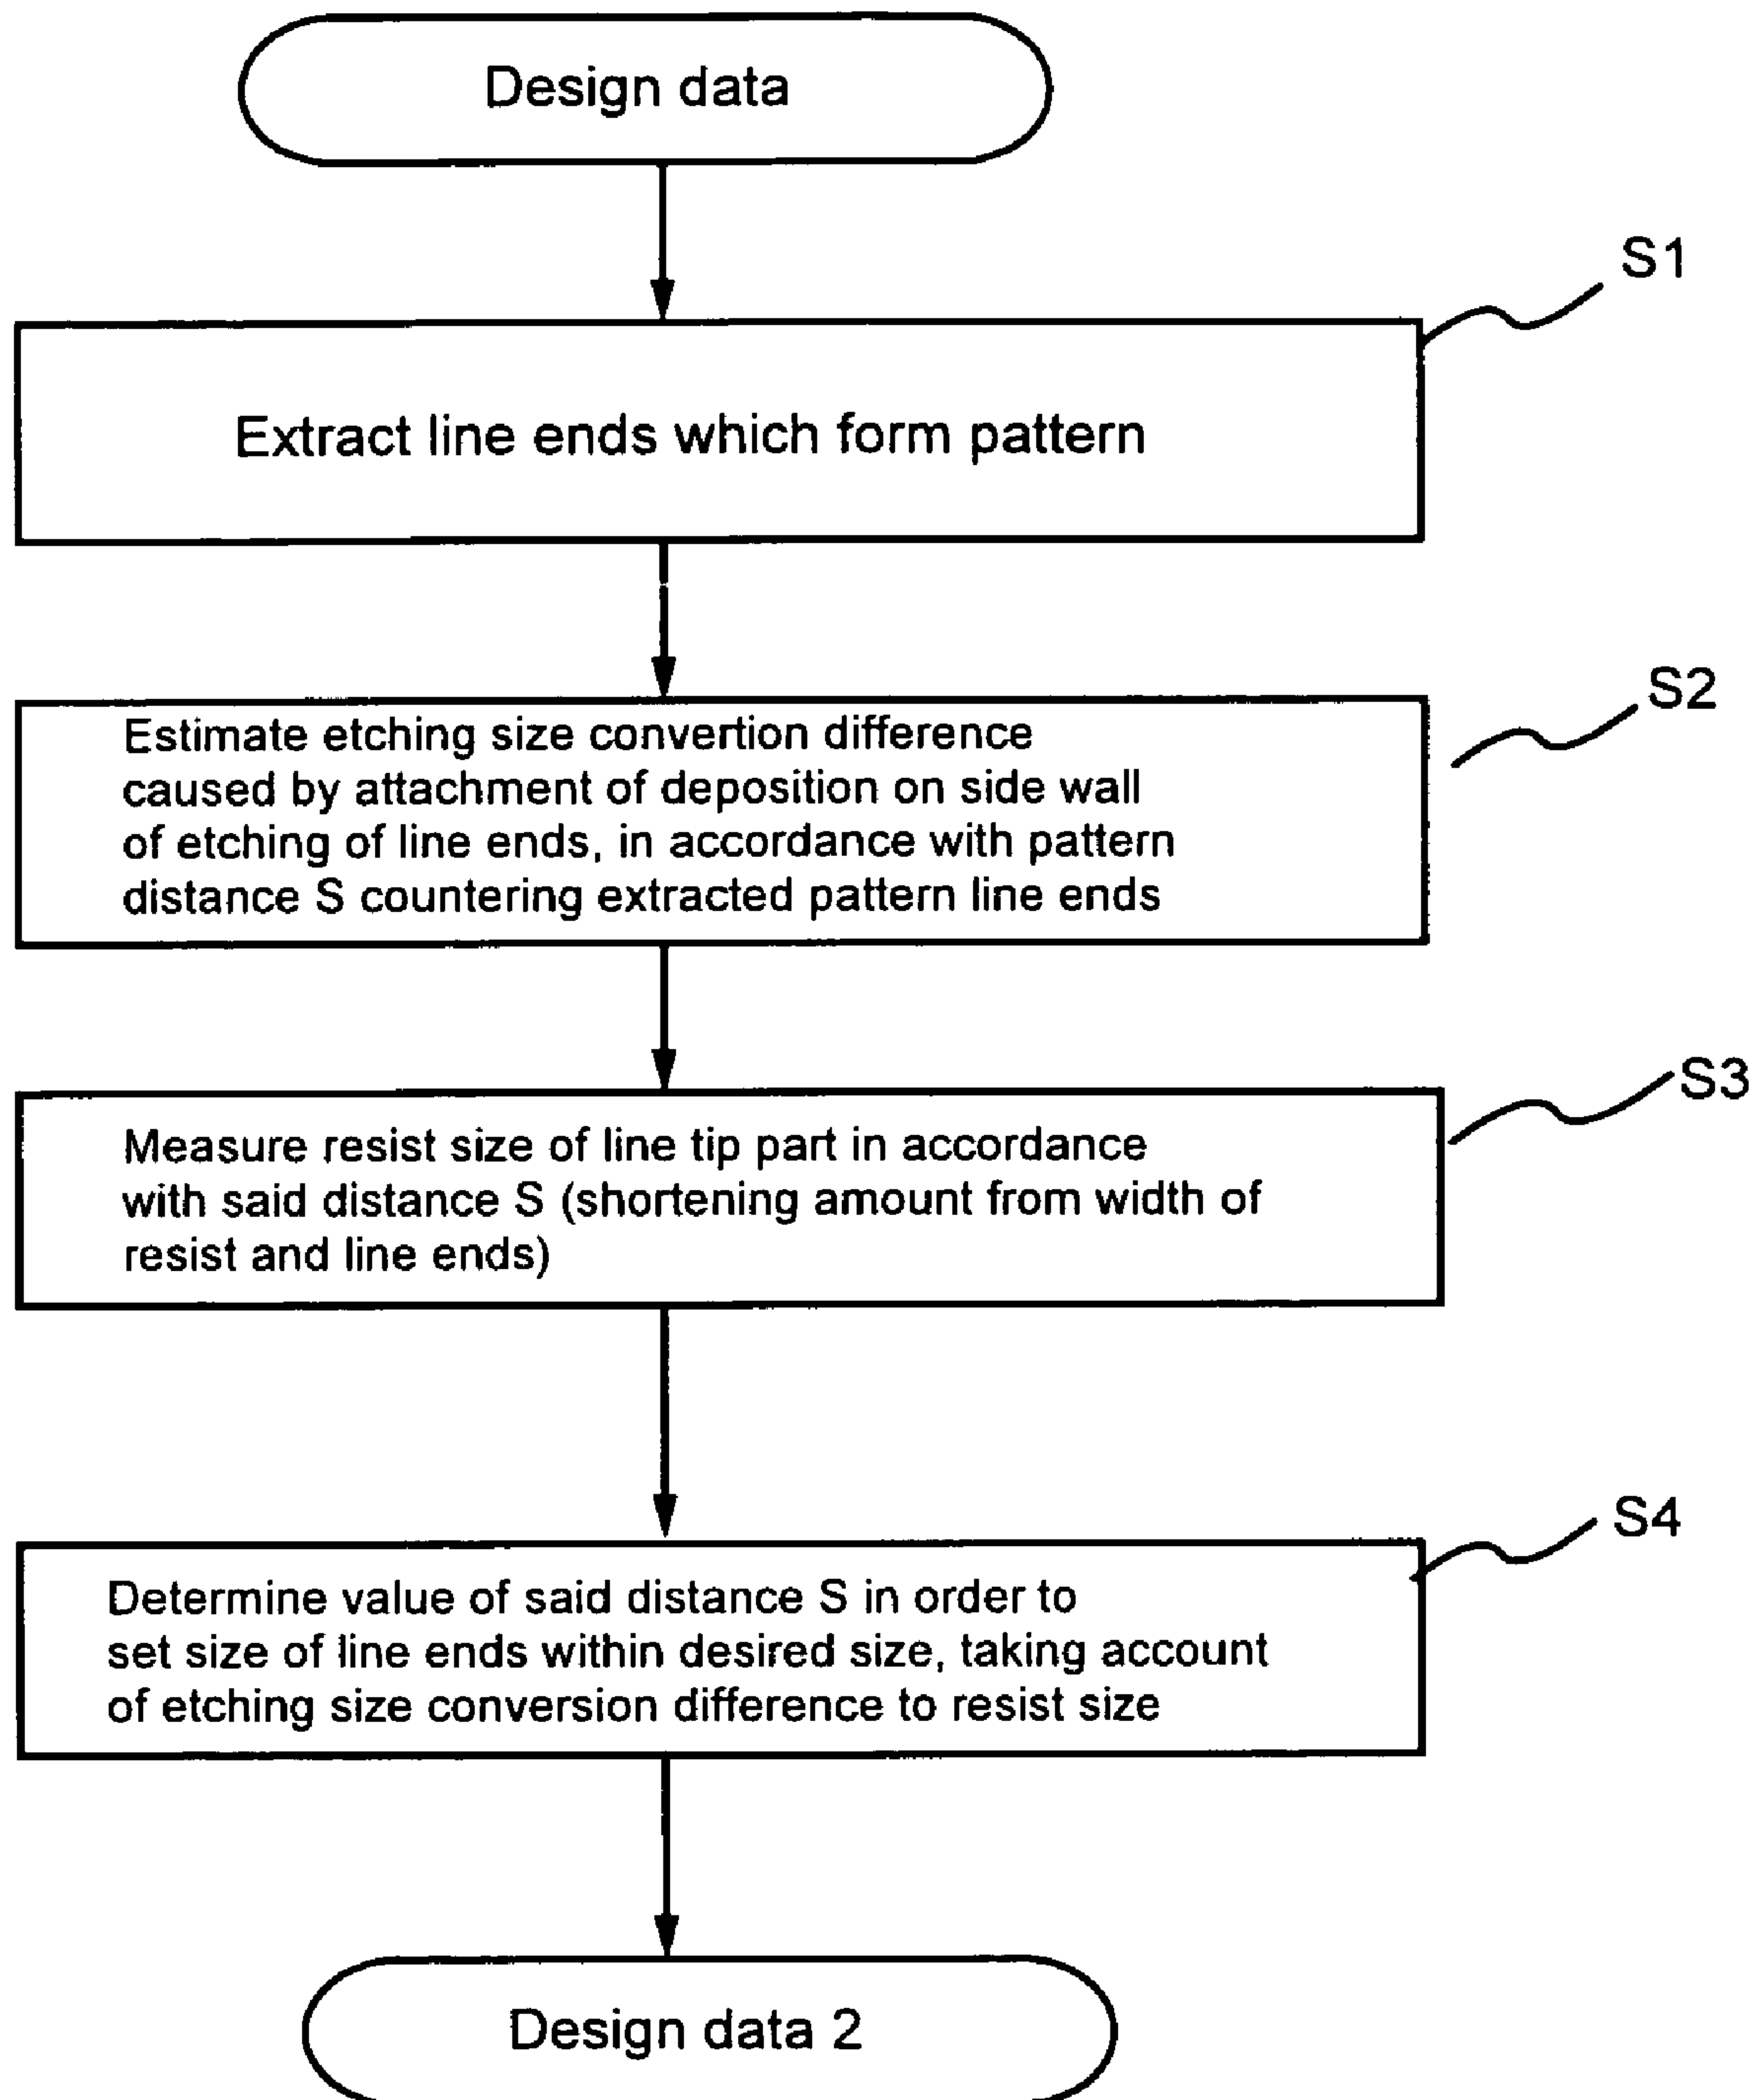 Design data
S1
Extract line ends which form pattern
S2
Estimate etching size convertion difference
caused by attachment of deposition on side wall
of etching of line ends, in accordance with pattern
distance S countering extracted pattern line ends
S3
Measure resist size of line tip part in accordance
with said distance S (shortening amount from width of
resist and line ends)
S4
Determine value of said distance S in order to
set size of line ends within desired size, taking account
of etching size conversion difference to resist size
Design data 2